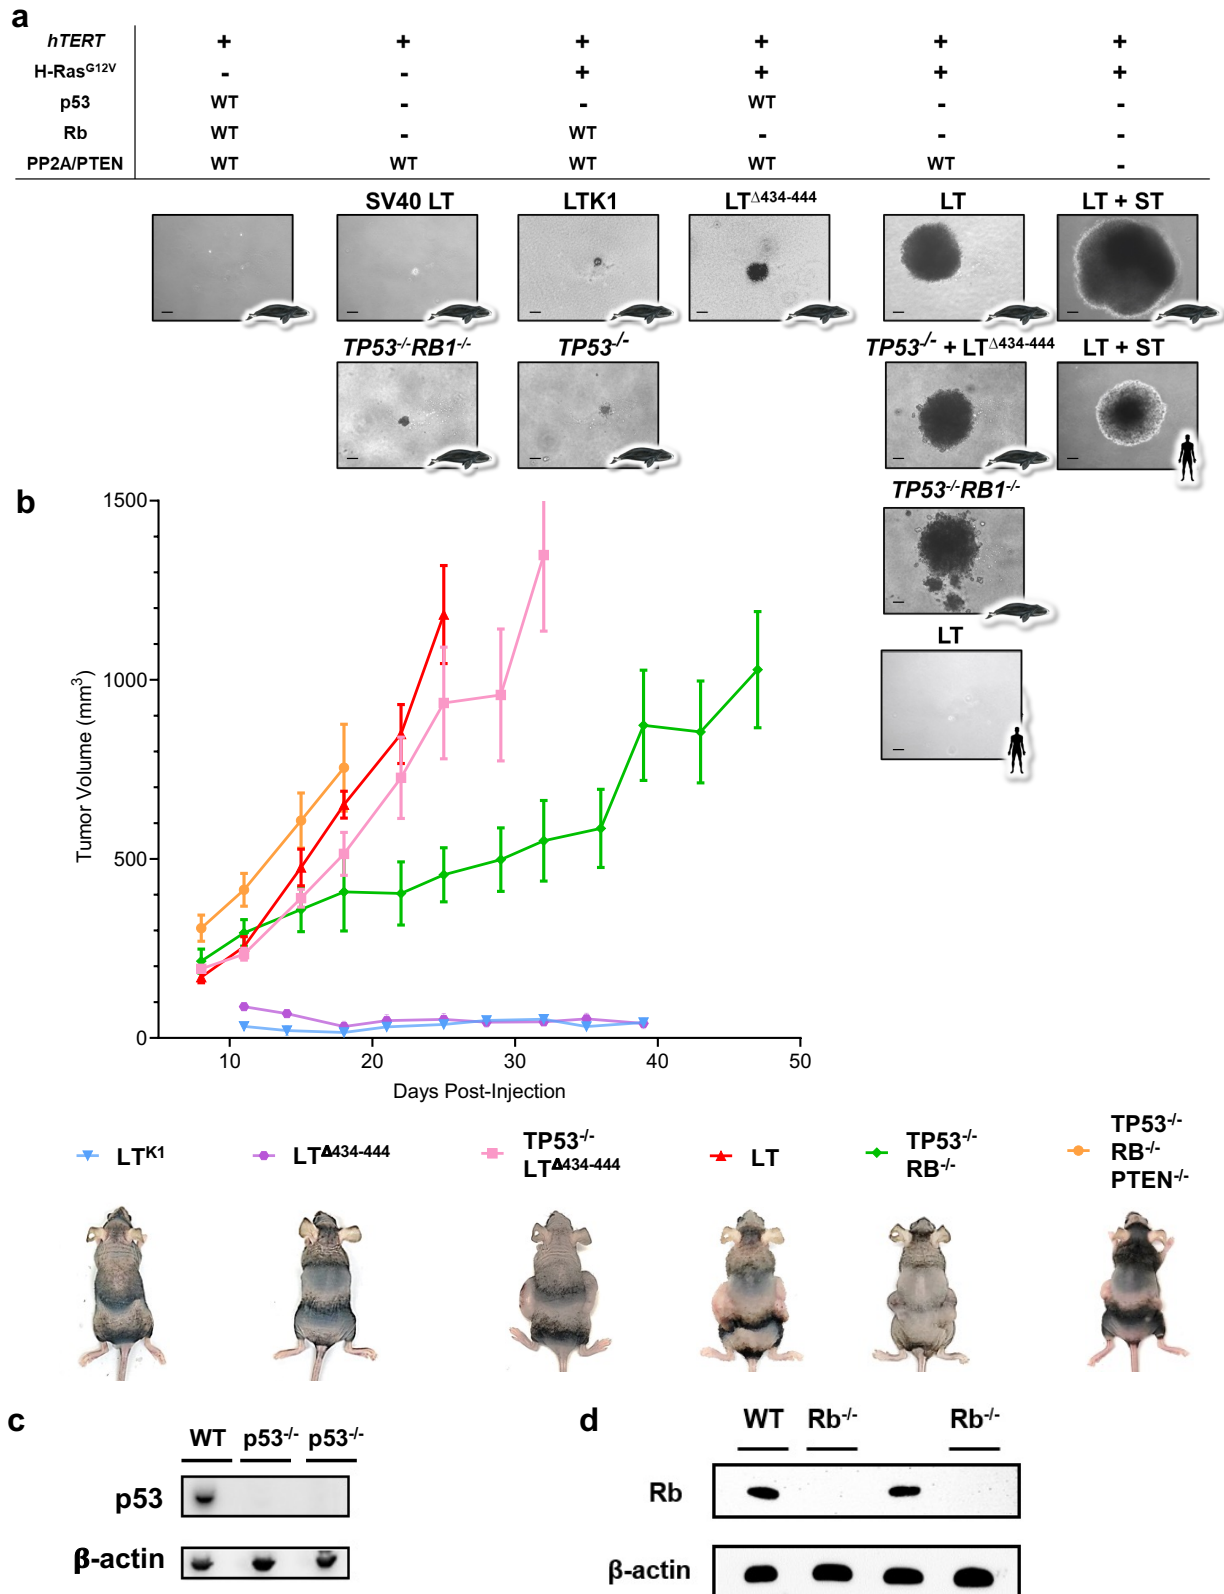 a
hTERT + + + + + +
H-Ras^G12V - - + + + +
p53 WT - - WT - -
Rb WT - WT - - -
PP2A/PTEN WT WT WT WT WT -
SV40 LT LTK1 LT^Δ434-444 LT LT + ST
TP53^-/-RB1^-/- TP53^-/- TP53^-/- + LT^Δ434-444 LT + ST
TP53^-/-RB1^-/-
LT
b
1500
1000
500
0
Tumor Volume (mm³)
10 20 30 40 50
Days Post-Injection
LT^K1
LT^Δ434-444
TP53^-/-
LT^Δ434-444
LT
TP53^-/-
RB^-/-
TP53^-/-
RB^-/-
PTEN^-/-
c
WT p53^-/- p53^-/-
p53
β-actin
d
WT Rb^-/- Rb^-/-
Rb
β-actin